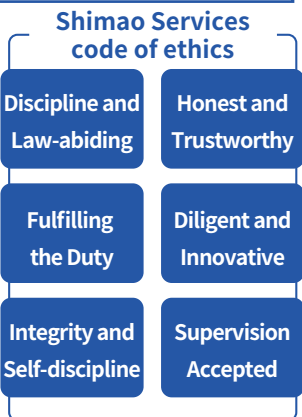 Shimao Services
code of ethics
Discipline and
Law-abiding
Honest and
Trustworthy
Fulfilling
the Duty
Diligent and
Innovative
Integrity and
Self-discipline
Supervision
Accepted